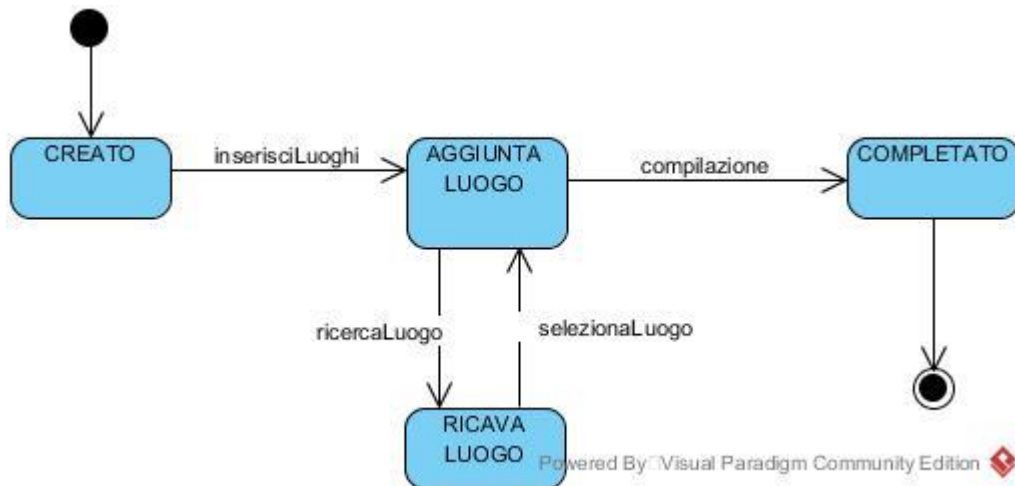 CREATO
inserisciLuoghi
AGGIUNTA
LUOGO
compilazione
COMPLETATO
ricercaLuogo
selezionaLuogo
RICAVA
LUOGO
Powered By Visual Paradigm Community Edition